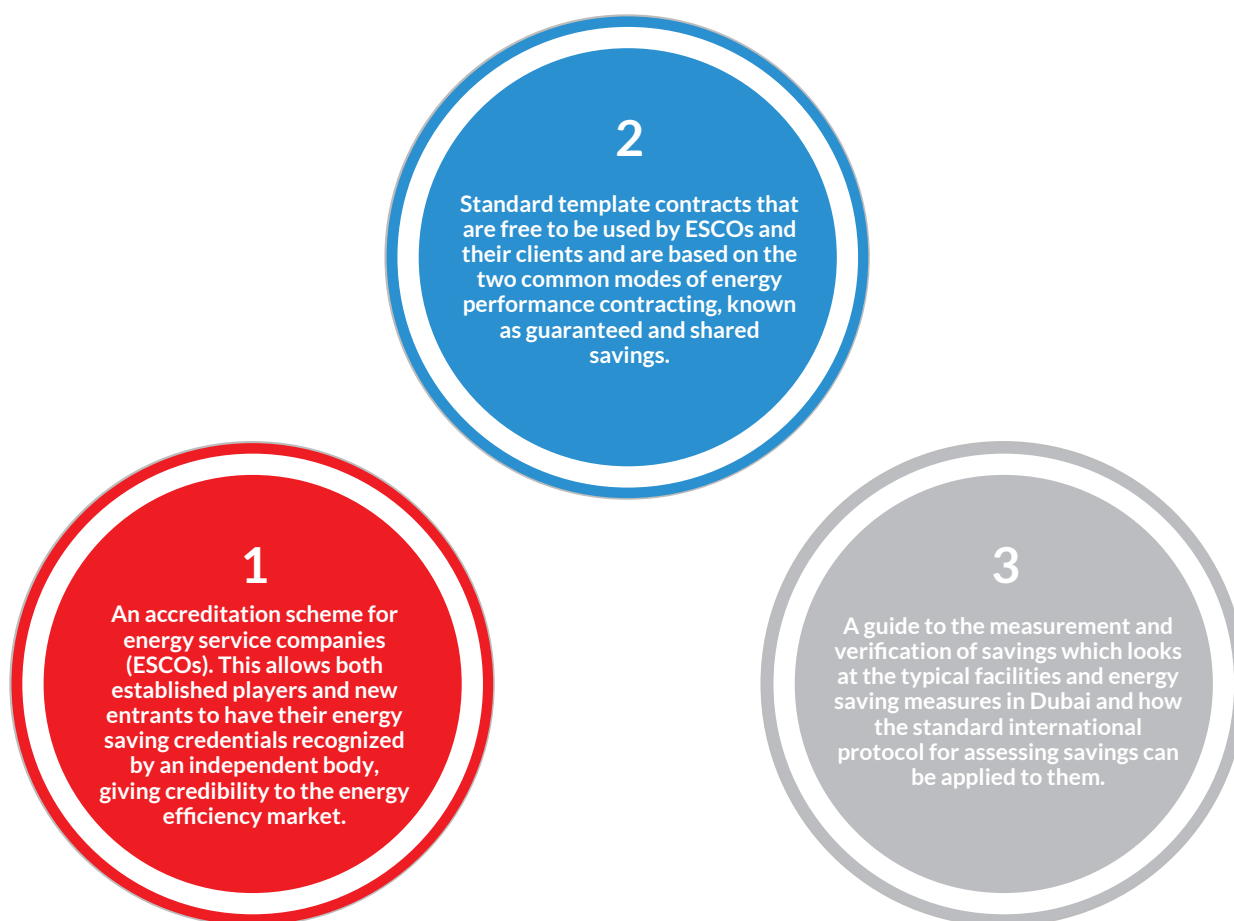 2
Standard template contracts that
are free to be used by ESCOs and
their clients and are based on the
two common modes of energy
performance contracting, known
as guaranteed and shared
savings.
1
An accreditation scheme for
energy service companies
(ESCOs). This allows both
established players and new
entrants to have their energy
saving credentials recognized
by an independent body,
giving credibility to the energy
efficiency market.
3
A guide to the measurement and
verification of savings which looks
at the typical facilities and energy
saving measures in Dubai and how
the standard international
protocol for assessing savings can
be applied to them.